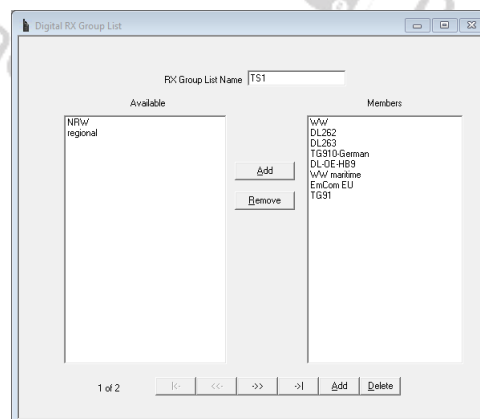 Digital RX Group List
RX Group List Name TS1
Available
Members
NRW
regional
WW
DL262
DL263
TG910-German
DL-OE-HB9
WW maritime
EmCom EU
TG91
Add
Remove
1 of 2 |<- <<- ->> ->| Add Delete